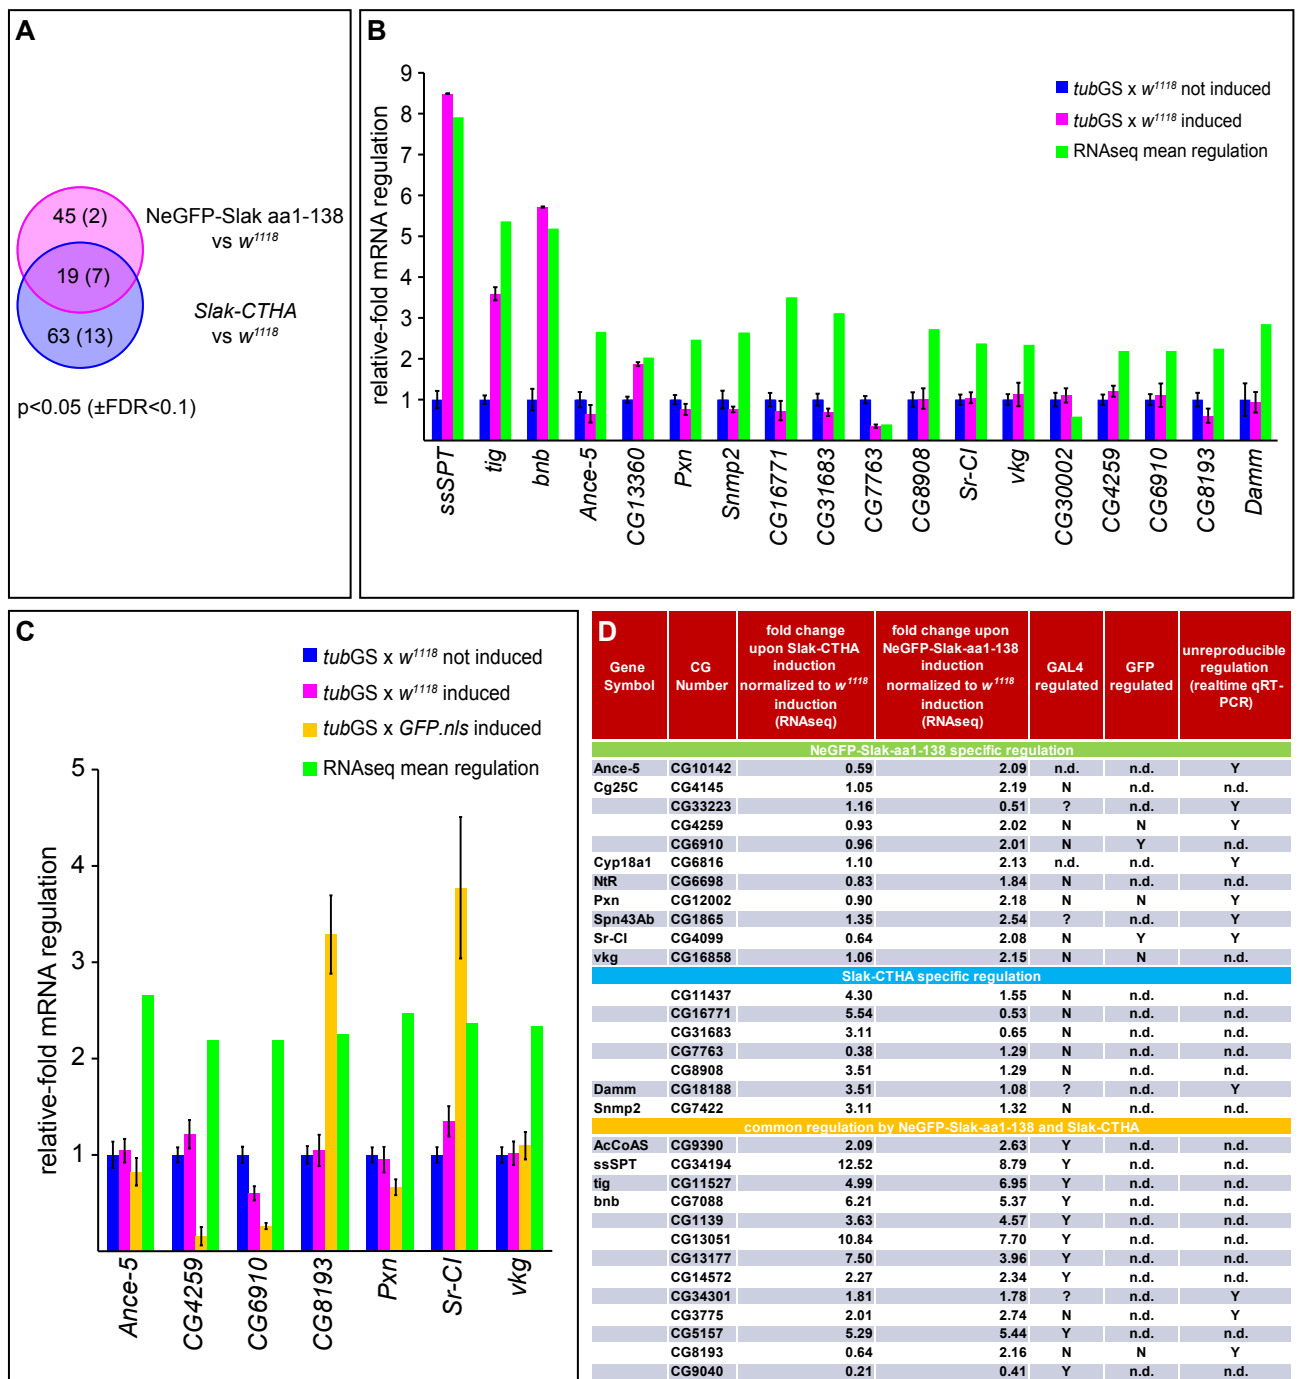 A
45 (2)
NeGFP-Slak aa1-138
vs w1118
19 (7)
Slak-CTHA
vs w1118
63 (13)
p<0.05 (±FDR<0.1)
B
relative-fold mRNA regulation
9
8
7
6
5
4
3
2
1
tubGS x w1118 not induced
tubGS x w1118 induced
RNAseq mean regulation
ssSPT
tig
bnb
Ance-5
CG13360
Pxn
Snmp2
CG16771
CG31683
CG7763
CG8908
Sr-CI
vkg
CG30002
CG4259
CG6910
CG8193
Damm
C
tubGS x w1118 not induced
tubGS x w1118 induced
tubGS x GFP.nls induced
RNAseq mean regulation
relative-fold mRNA regulation
5
4
3
2
1
Ance-5
CG4259
CG6910
CG8193
Pxn
Sr-CI
vkg
D
Gene
Symbol
CG
Number
fold change
upon Slak-CTHA
induction
normalized to w1118
induction
(RNAseq)
fold change upon
NeGFP-Slak-aa1-138
induction
normalized to w1118
induction
(RNAseq)
GAL4
regulated
GFP
regulated
unreproducible
regulation
(realtime qRT-
PCR)
NeGFP-Slak-aa1-138 specific regulation
Ance-5 CG10142 0.59 2.09 n.d. n.d. Y
Cg25C CG4145 1.05 2.19 N n.d. n.d.
CG33223 1.16 0.51 ? n.d. Y
CG4259 0.93 2.02 N N Y
CG6910 0.96 2.01 N Y n.d.
Cyp18a1 CG6816 1.10 2.13 n.d. n.d. Y
NtR CG6698 0.83 1.84 N n.d. n.d.
Pxn CG12002 0.90 2.18 N N Y
Spn43Ab CG1865 1.35 2.54 ? n.d. Y
Sr-CI CG4099 0.64 2.08 N Y Y
vkg CG16858 1.06 2.15 N N n.d.
Slak-CTHA specific regulation
CG11437 4.30 1.55 N n.d. n.d.
CG16771 5.54 0.53 N n.d. n.d.
CG31683 3.11 0.65 N n.d. n.d.
CG7763 0.38 1.29 N n.d. n.d.
CG8908 3.51 1.29 N n.d. n.d.
Damm CG18188 3.51 1.08 ? n.d. Y
Snmp2 CG7422 3.11 1.32 N n.d. n.d.
common regulation by NeGFP-Slak-aa1-138 and Slak-CTHA
AcCoAS CG9390 2.09 2.63 Y n.d. n.d.
ssSPT CG34194 12.52 8.79 Y n.d. n.d.
tig CG11527 4.99 6.95 Y n.d. n.d.
bnb CG7088 6.21 5.37 Y n.d. n.d.
CG1139 3.63 4.57 Y n.d. n.d.
CG13051 10.84 7.70 Y n.d. n.d.
CG13177 7.50 3.96 Y n.d. n.d.
CG14572 2.27 2.34 Y n.d. n.d.
CG34301 1.81 1.78 ? n.d. Y
CG3775 2.01 2.74 N n.d. Y
CG5157 5.29 5.44 Y n.d. n.d.
CG8193 0.64 2.16 N N Y
CG9040 0.21 0.41 Y n.d. n.d.